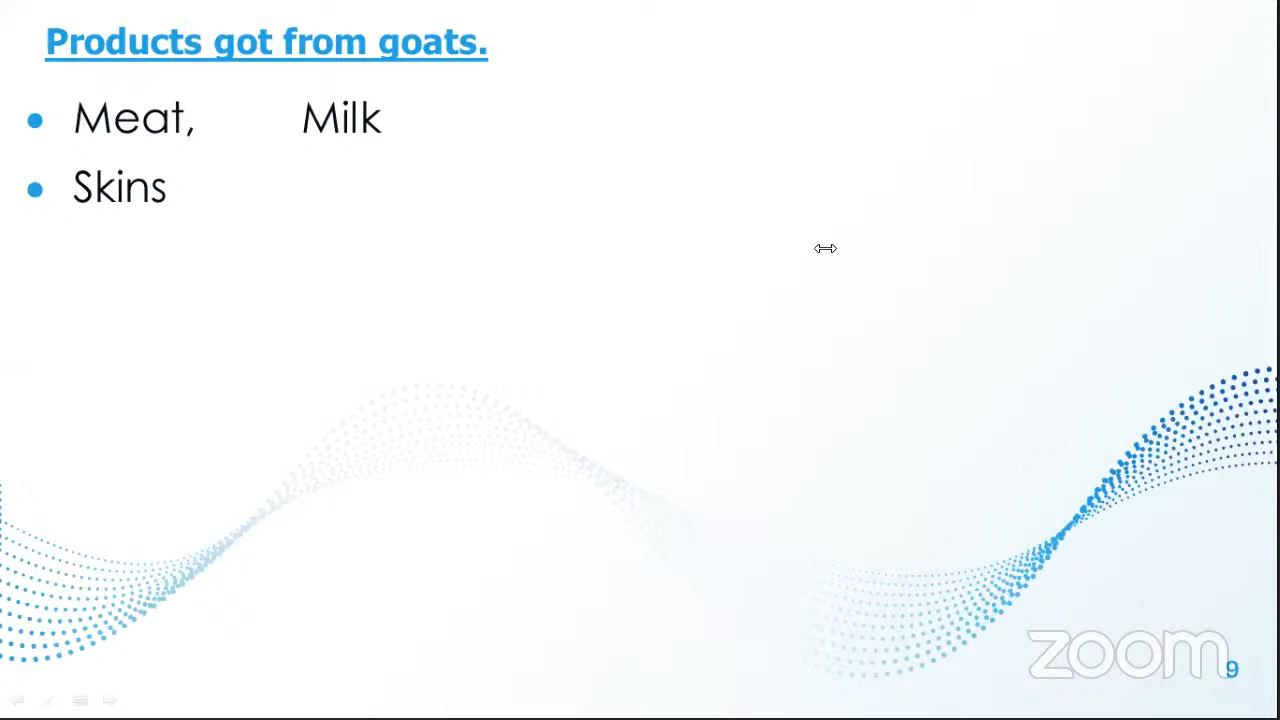 Products got from goats.
• Meat, Milk
• Skins
zoom
9